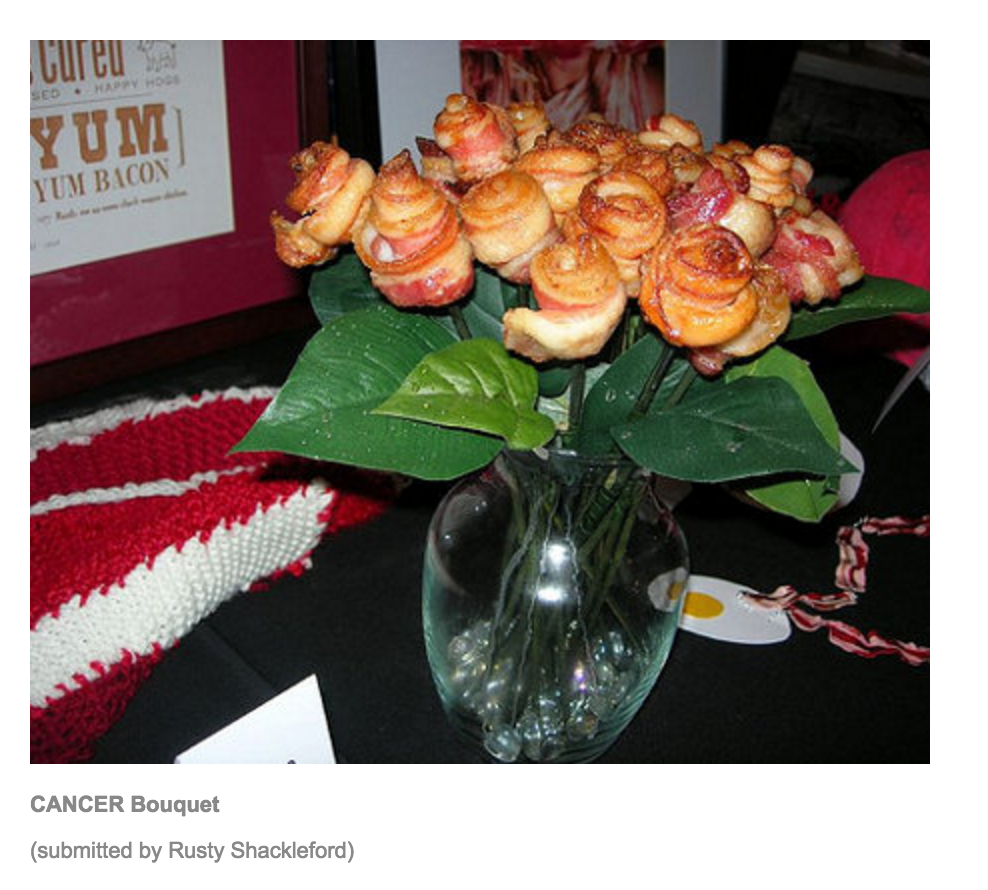 Cured
SED ★ HAPPY HOGS
YUM
YUM BACON
CANCER Bouquet
(submitted by Rusty Shackleford)